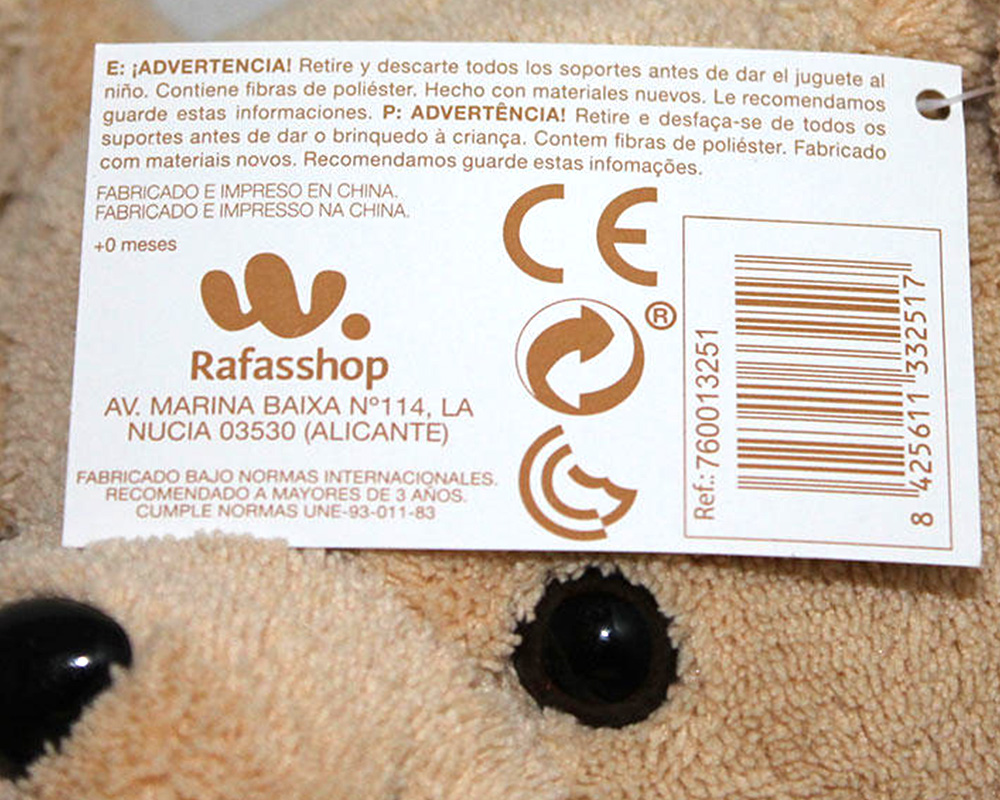 E: ¡ADVERTENCIA! Retire y descarte todos los soportes antes de dar el juguete al
niño. Contiene fibras de poliéster. Hecho con materiales nuevos. Le recomendamos
guarde estas informaciones. P: ADVERTÊNCIA! Retire e desfaça-se de todos os
suportes antes de dar o brinquedo à criança. Contem fibras de poliéster. Fabricado
com materiais novos. Recomendamos guarde estas infomações.
FABRICADO E IMPRESO EN CHINA.
FABRICADO E IMPRESSO NA CHINA.
+0 meses
Rafasshop
AV. MARINA BAIXA Nº114, LA
NUCIA 03530 (ALICANTE)
FABRICADO BAJO NORMAS INTERNACIONALES.
RECOMENDADO A MAYORES DE 3 AÑOS.
CUMPLE NORMAS UNE-93-011-83
CE
®
Ref.: 760013251
8 425611 332517